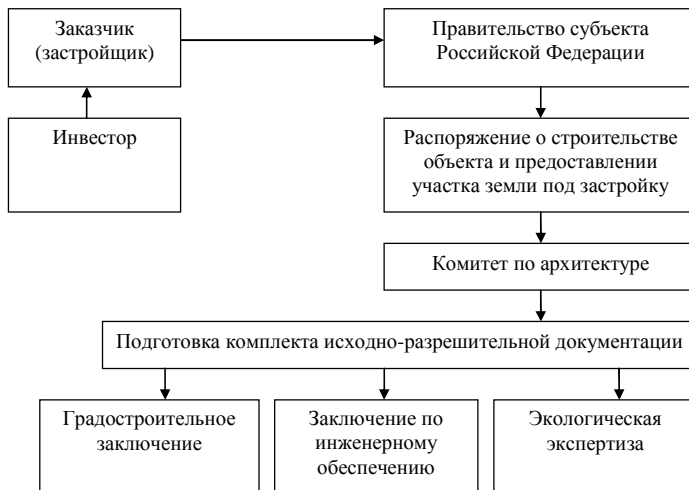 Заказчик
(застройщик)
Правительство субъекта
Российской Федерации
Инвестор
Распоряжение о строительстве
объекта и предоставлении
участка земли под застройку
Комитет по архитектуре
Подготовка комплекта исходно-разрешительной документации
Градостроительное
заключение
Заключение по
инженерному
обеспечению
Экологическая
экспертиза